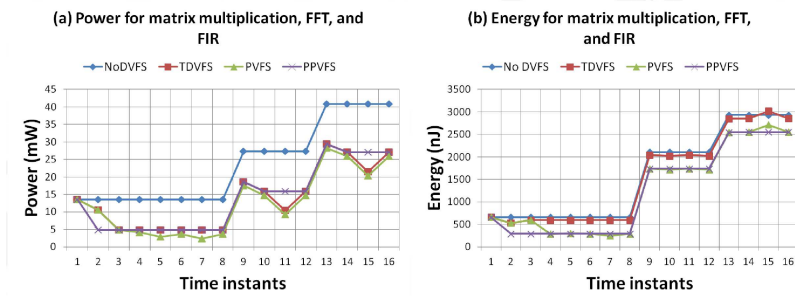 (a) Power for matrix multiplication, FFT, and
FIR
NoDVFS TDVFS PVFS PPVFS
45
40
35
30
25
20
15
10
5
0
Power (mW)
1 2 3 4 5 6 7 8 9 10 11 12 13 14 15 16
Time instants
(b) Energy for matrix multiplication, FFT,
and FIR
No DVFS TDVFS PVFS PPVFS
3500
3000
2500
2000
1500
1000
500
0
Energy (nJ)
1 2 3 4 5 6 7 8 9 10 11 12 13 14 15 16
Time instants